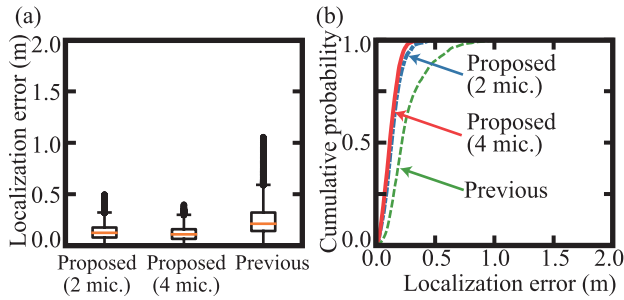 (a)
Localization error (m)
2.0
1.5
1.0
0.5
0.0
Proposed
(2 mic.)
Proposed
(4 mic.)
Previous
(b)
Cumulative probability
1.0
0.5
0
Proposed
(2 mic.)
Proposed
(4 mic.)
Previous
0.0
0.5
1.0
1.5
2.0
Localization error (m)